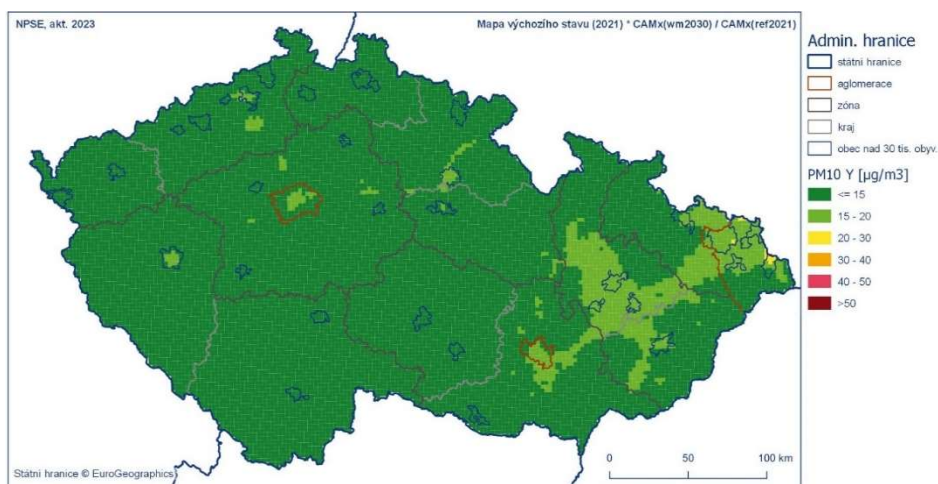 NPSE, akt. 2023
Mapa výchozího stavu (2021) * CAMx(wm2030) / CAMx(ref2021)
Admin. hranice
státní hranice
aglomerace
zóna
kraj
obec nad 30 tis. obyv.
PM10 Y [µg/m3]
<= 15
15 - 20
20 - 30
30 - 40
40 - 50
>50
0 50 100 km
Státní hranice © EuroGeographics